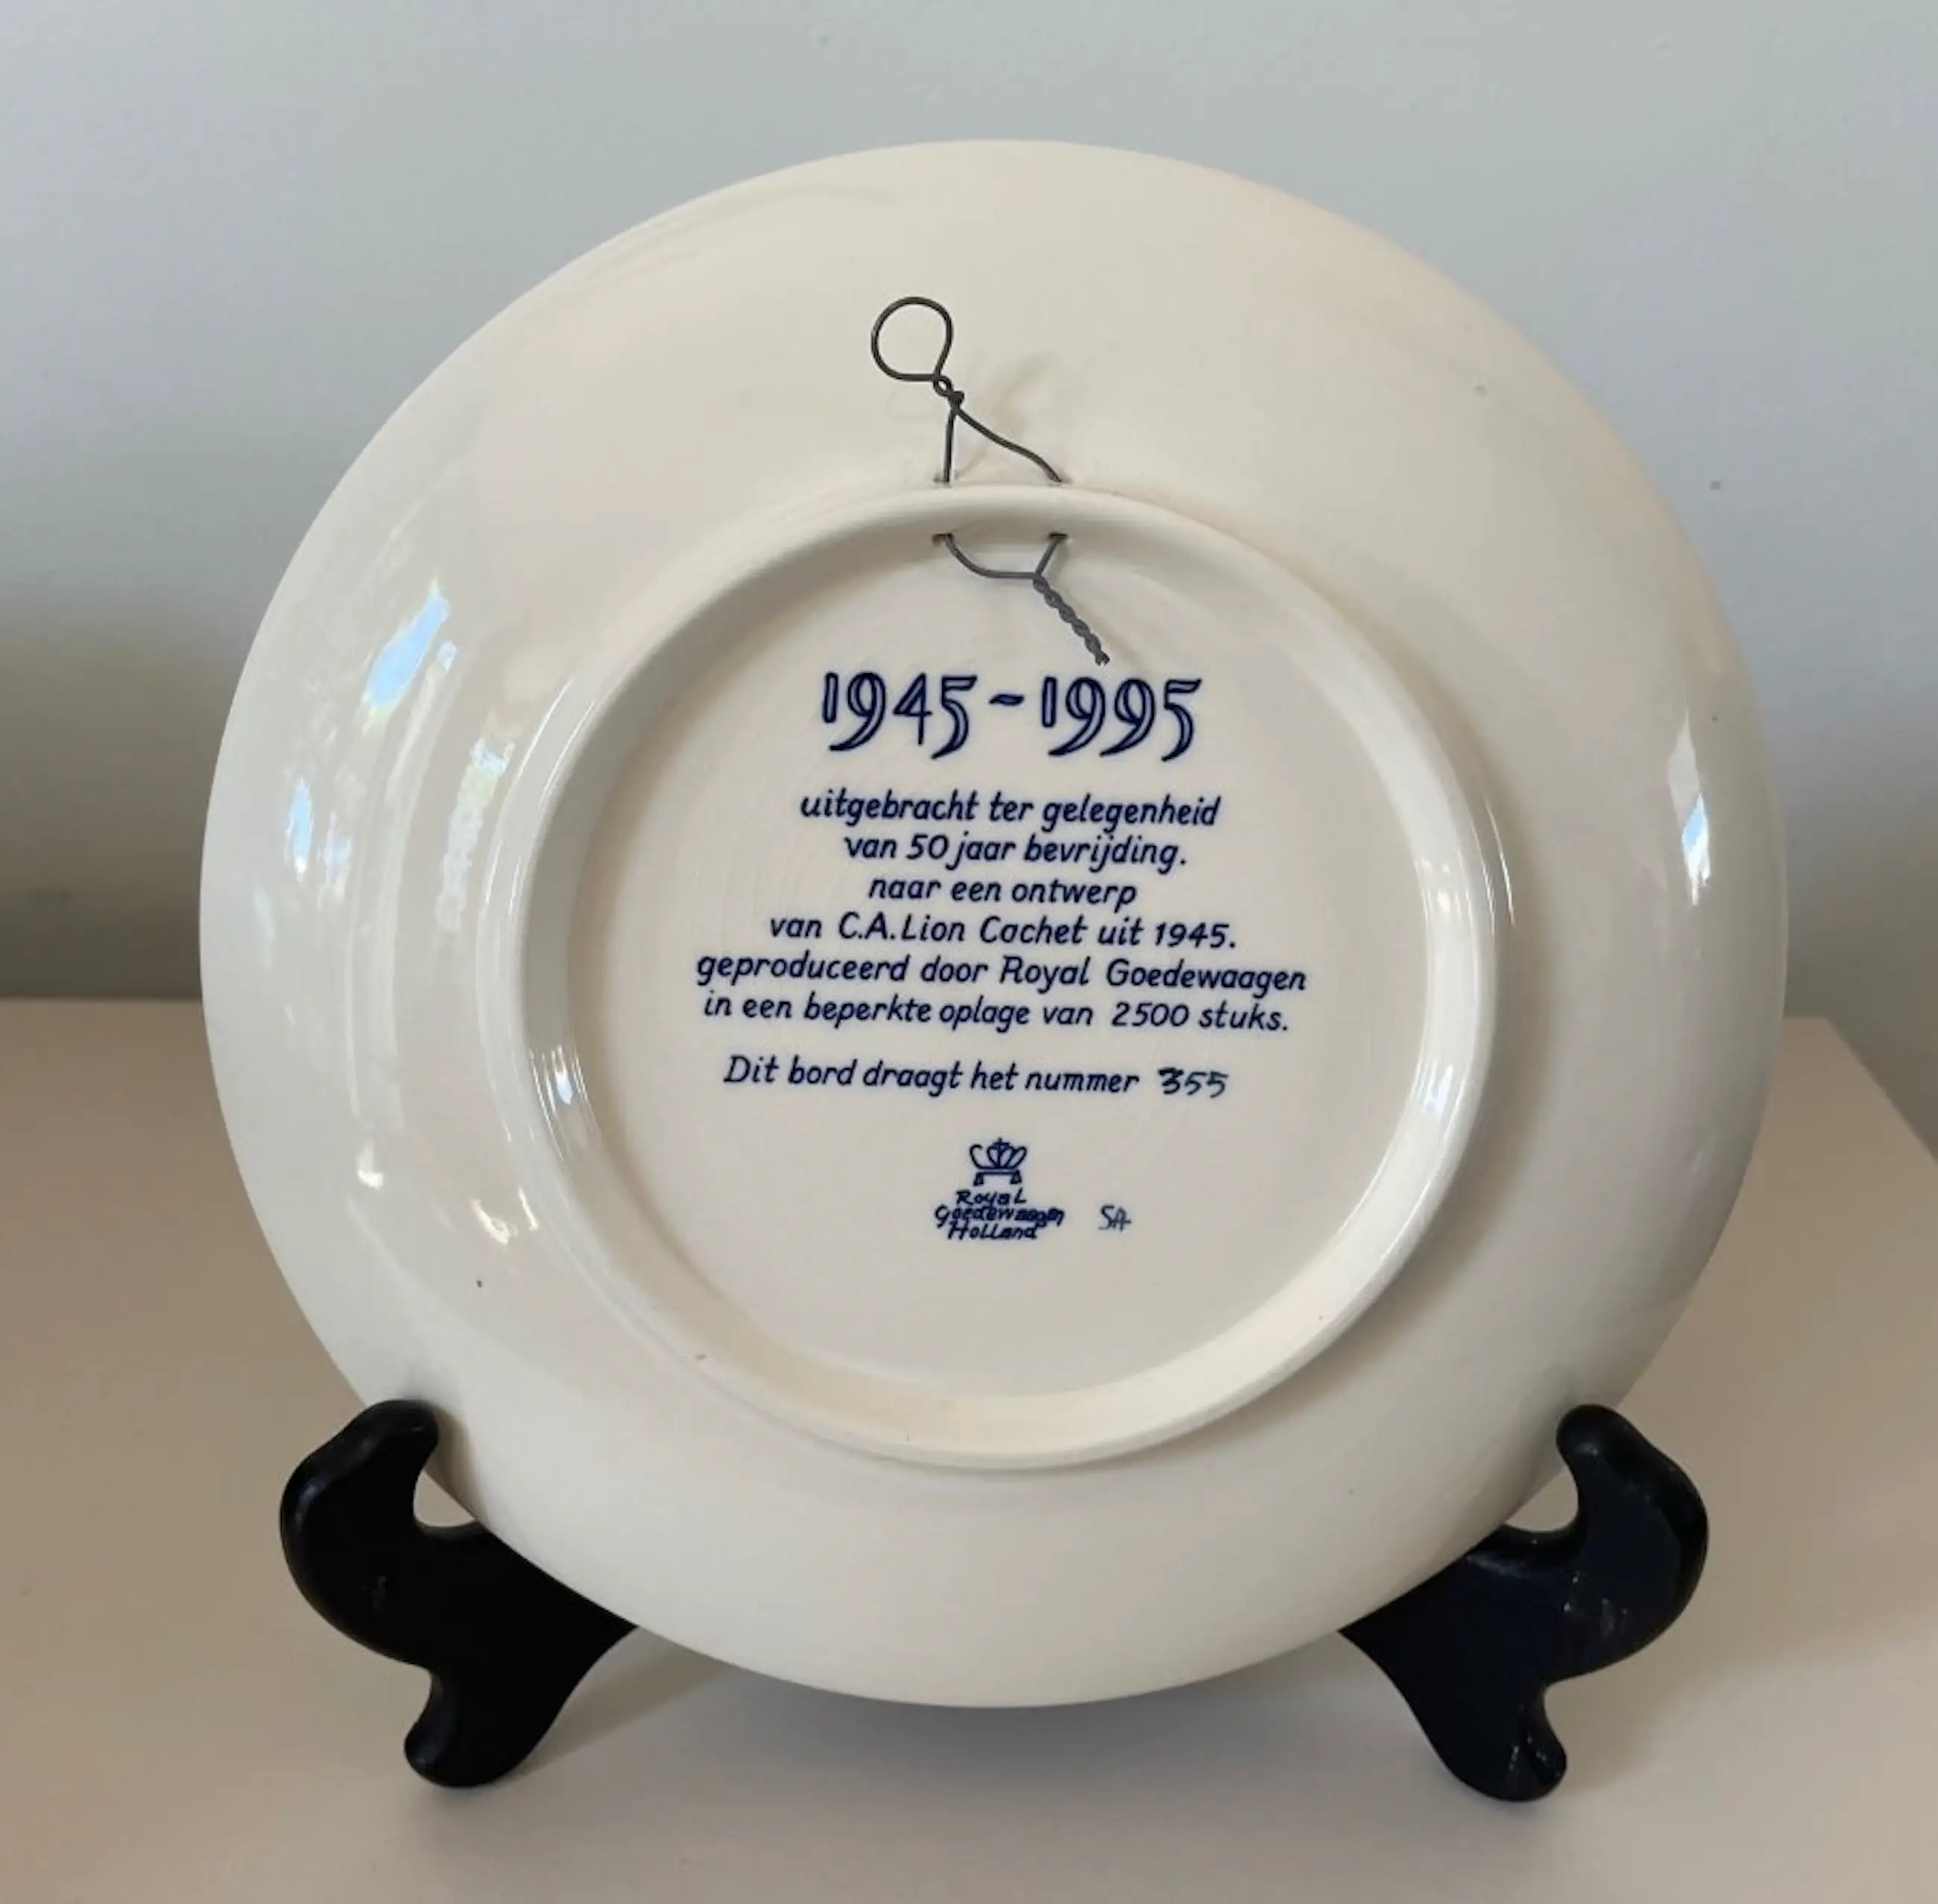 1945-1995
uitgebracht ter gelegenheid
van 50 jaar bevrijding.
naar een ontwerp
van C.A. Lion Cachet uit 1945.
geproduceerd door Royal Goedewaagen
in een beperkte oplage van 2500 stuks.
Dit bord draagt het nummer 355
Royal
Goedewaagen
Holland
SA